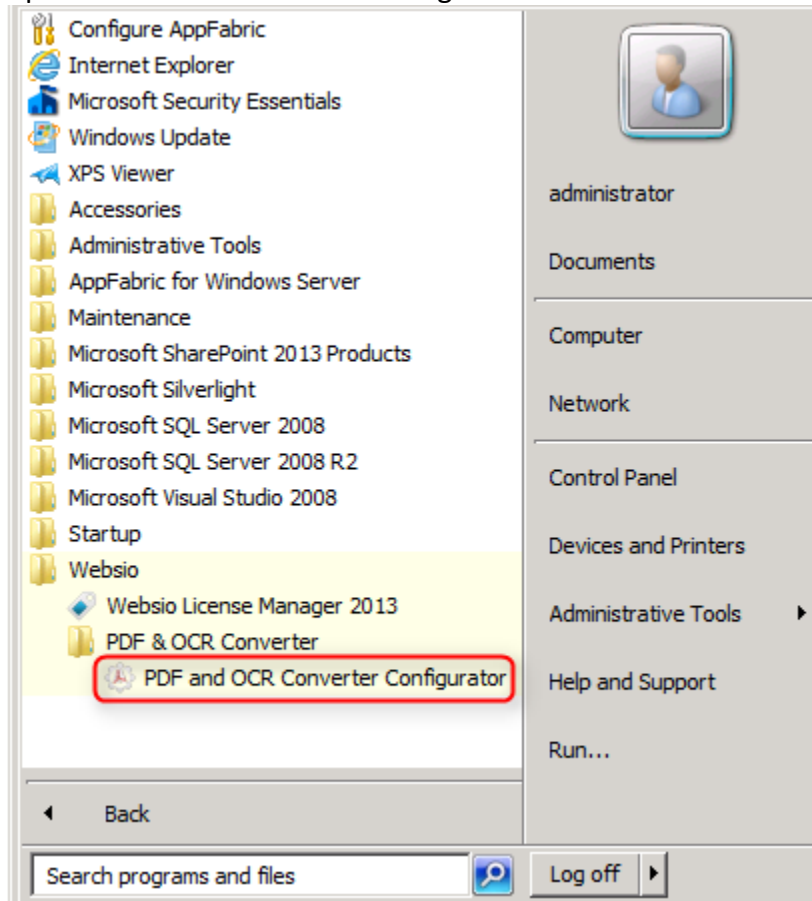 Configure AppFabric
Internet Explorer
Microsoft Security Essentials
Windows Update
XPS Viewer
Accessories
Administrative Tools
AppFabric for Windows Server
Maintenance
Microsoft SharePoint 2013 Products
Microsoft Silverlight
Microsoft SQL Server 2008
Microsoft SQL Server 2008 R2
Microsoft Visual Studio 2008
Startup
Websio
Websio License Manager 2013
PDF & OCR Converter
PDF and OCR Converter Configurator
Back
Search programs and files
administrator
Documents
Computer
Network
Control Panel
Devices and Printers
Administrative Tools
Help and Support
Run...
Log off